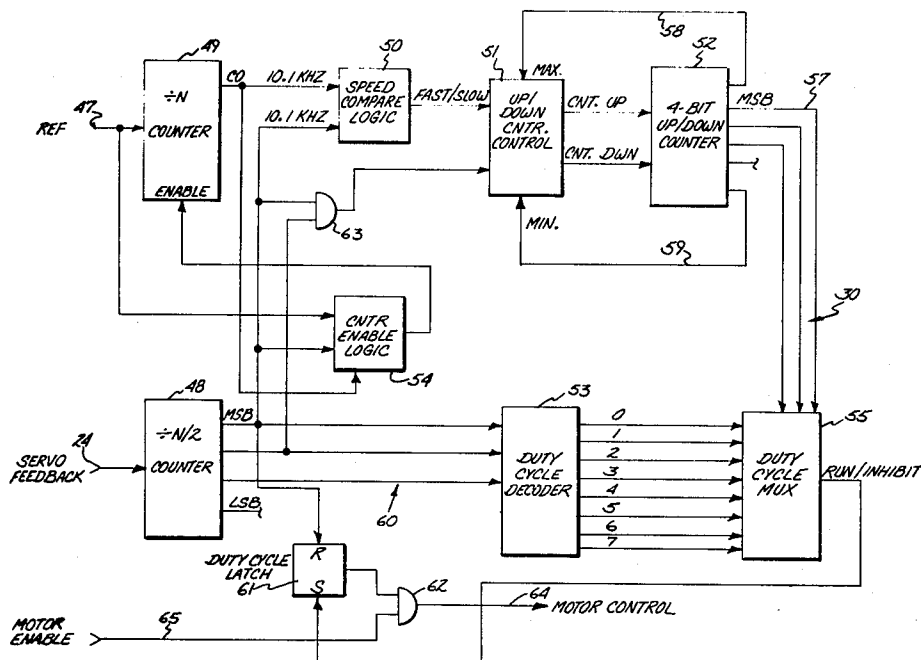 58
49
50
51
52
÷N
COUNTER
ENABLE
CO
10.1 KHZ
10.1 KHZ
SPEED
COMPARE
LOGIC
FAST/SLOW
MAX.
UP/
DOWN
CNTR.
CONTROL
MIN.
CNT. UP
CNT. DWN
4-BIT
UP/DOWN
COUNTER
MSB
57
47
REF
63
59
30
CNTR
ENABLE
LOGIC
54
48
÷N/2
COUNTER
MSB
LSB
24
SERVO
FEEDBACK
60
53
DUTY
CYCLE
DECODER
0
1
2
3
4
5
6
7
55
DUTY
CYCLE
MUX
RUN/INHIBIT
DUTY CYCLE
LATCH
61
R
S
62
64
MOTOR CONTROL
65
MOTOR
ENABLE